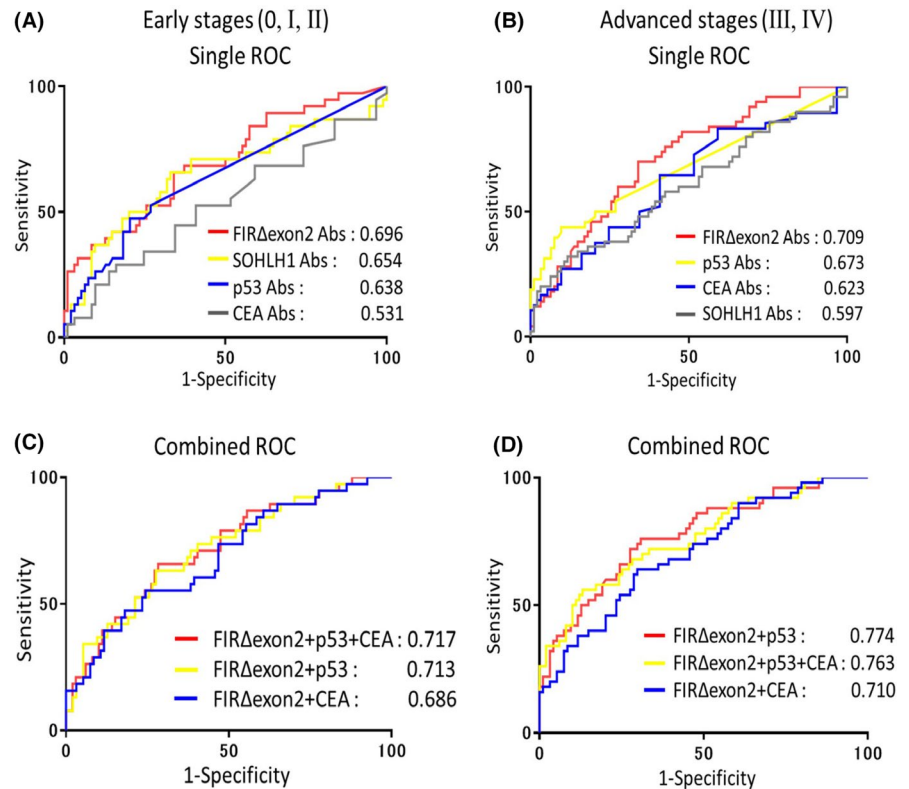 (A)
Early stages (0, I, II)
Single ROC
100
50
0
Sensitivity
FIRΔexon2 Abs : 0.696
SOHLH1 Abs : 0.654
p53 Abs : 0.638
CEA Abs : 0.531
0 50 100
1-Specificity
(B)
Advanced stages (III, IV)
Single ROC
100
50
0
Sensitivity
FIRΔexon2 Abs : 0.709
p53 Abs : 0.673
CEA Abs : 0.623
SOHLH1 Abs : 0.597
0 50 100
1-Specificity
(C)
Combined ROC
100
50
0
Sensitivity
FIRΔexon2+p53+CEA : 0.717
FIRΔexon2+p53 : 0.713
FIRΔexon2+CEA : 0.686
0 50 100
1-Specificity
(D)
Combined ROC
100
50
0
Sensitivity
FIRΔexon2+p53 : 0.774
FIRΔexon2+p53+CEA : 0.763
FIRΔexon2+CEA : 0.710
0 50 100
1-Specificity